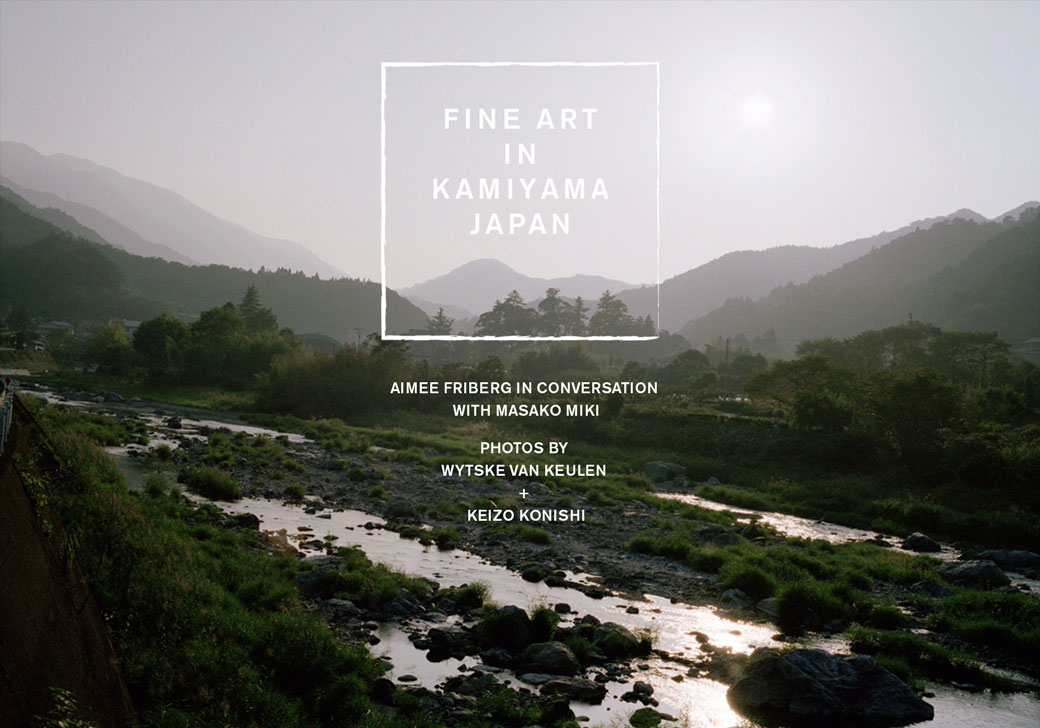 FINE ART
IN
KAMIYAMA
JAPAN
AIMEE FRIBERG IN CONVERSATION
WITH MASAKO MIKI
PHOTOS BY
WYTSKE VAN KEULEN
+
KEIZO KONISHI